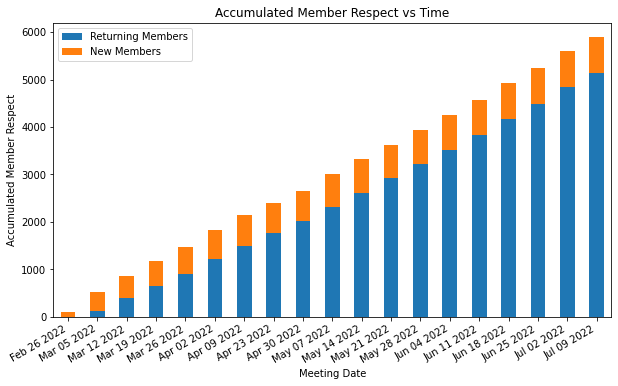 Accumulated Member Respect vs Time
Returning Members
New Members
Accumulated Member Respect
6000
5000
4000
3000
2000
1000
0
Feb 26 2022
Mar 05 2022
Mar 12 2022
Mar 19 2022
Mar 26 2022
Apr 02 2022
Apr 09 2022
Apr 23 2022
Apr 30 2022
May 07 2022
May 14 2022
May 21 2022
May 28 2022
Jun 04 2022
Jun 11 2022
Jun 18 2022
Jun 25 2022
Jul 02 2022
Jul 09 2022
Meeting Date